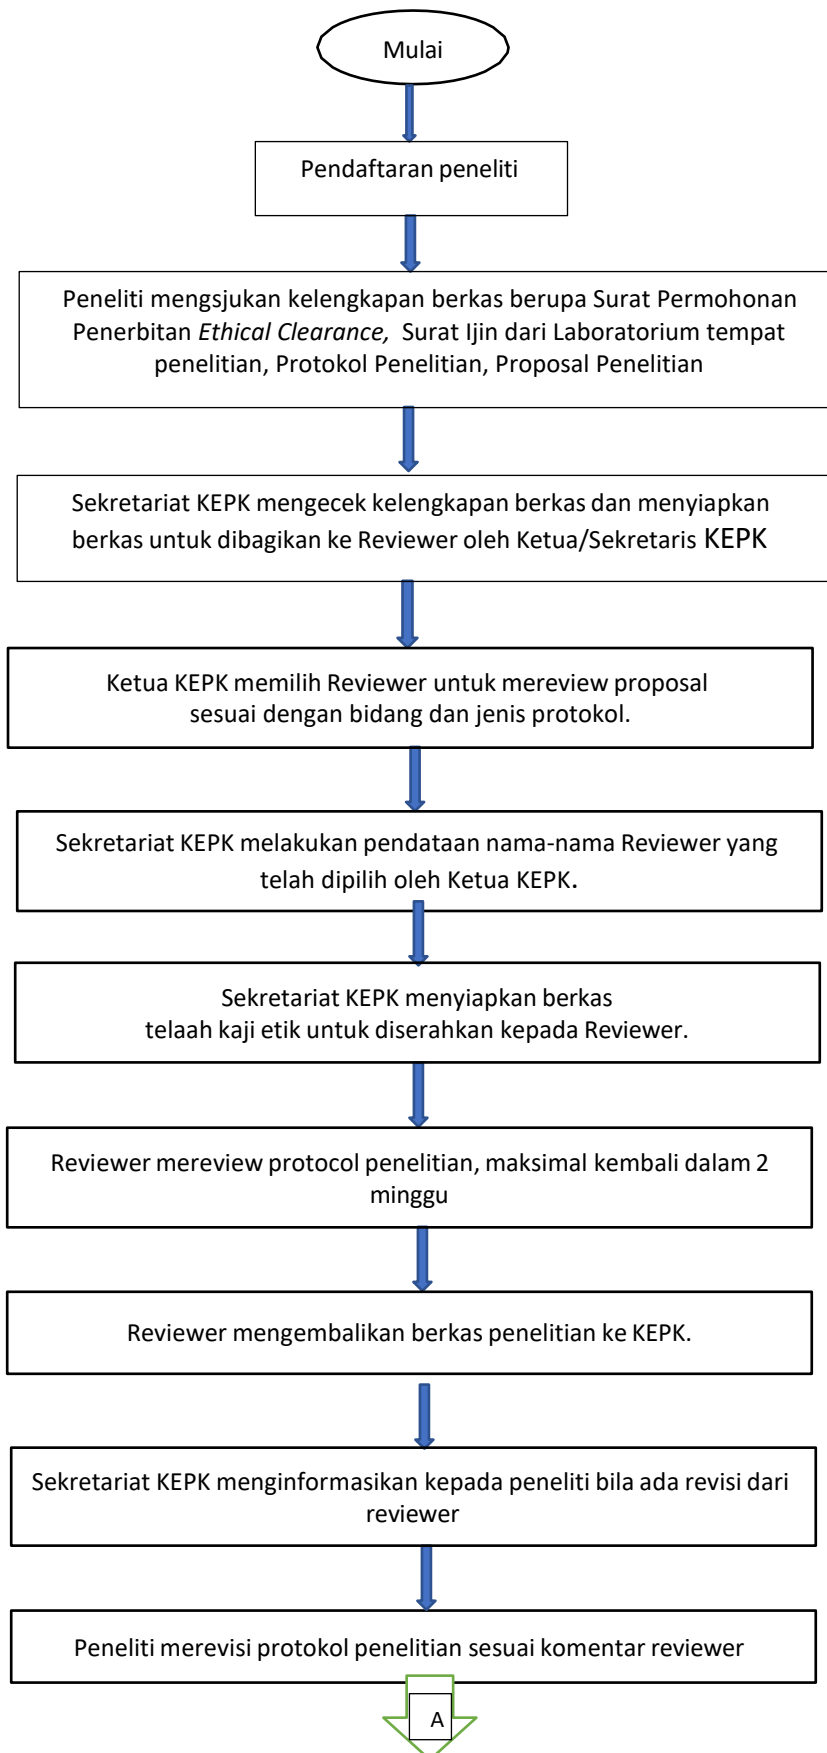 Mulai
Pendaftaran peneliti
Peneliti mengsjukan kelengkapan berkas berupa Surat Permohonan
Penerbitan Ethical Clearance, Surat Ijin dari Laboratorium tempat
penelitian, Protokol Penelitian, Proposal Penelitian
Sekretariat KEPK mengecek kelengkapan berkas dan menyiapkan
berkas untuk dibagikan ke Reviewer oleh Ketua/Sekretaris KEPK
Ketua KEPK memilih Reviewer untuk mereview proposal
sesuai dengan bidang dan jenis protokol.
Sekretariat KEPK melakukan pendataan nama-nama Reviewer yang
telah dipilih oleh Ketua KEPK.
Sekretariat KEPK menyiapkan berkas
telaah kaji etik untuk diserahkan kepada Reviewer.
Reviewer mereview protocol penelitian, maksimal kembali dalam 2
minggu
Reviewer mengembalikan berkas penelitian ke KEPK.
Sekretariat KEPK menginformasikan kepada peneliti bila ada revisi dari
reviewer
Peneliti merevisi protokol penelitian sesuai komentar reviewer
A